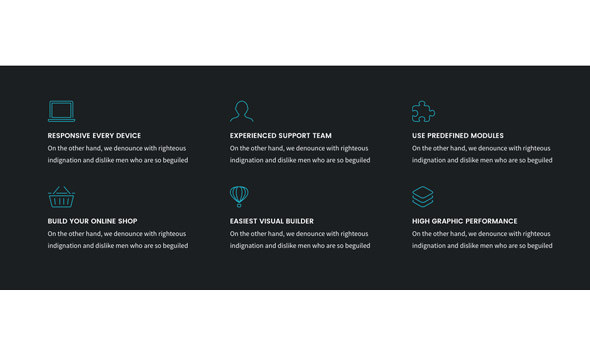 RESPONSIVE EVERY DEVICE
On the other hand, we denounce with righteous
indignation and dislike men who are so beguiled
EXPERIENCED SUPPORT TEAM
On the other hand, we denounce with righteous
indignation and dislike men who are so beguiled
USE PREDEFINED MODULES
On the other hand, we denounce with righteous
indignation and dislike men who are so beguiled
BUILD YOUR ONLINE SHOP
On the other hand, we denounce with righteous
indignation and dislike men who are so beguiled
EASIEST VISUAL BUILDER
On the other hand, we denounce with righteous
indignation and dislike men who are so beguiled
HIGH GRAPHIC PERFORMANCE
On the other hand, we denounce with righteous
indignation and dislike men who are so beguiled